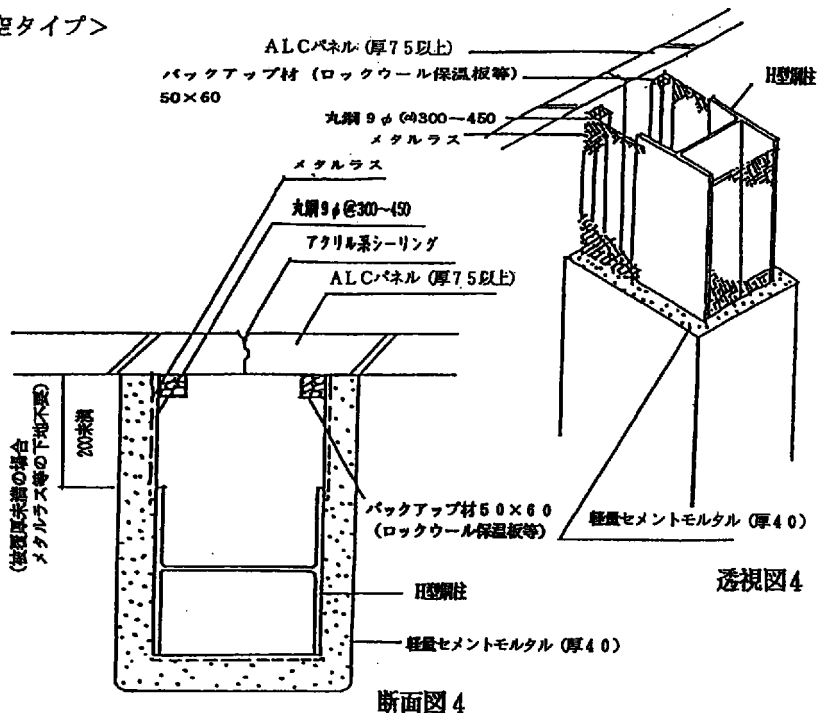 空タイプ>
ALCパネル (厚75以上)
バックアップ材 (ロックウール保温板等)
50×60
丸鋼9φ@300〜450
メタルラス
H型鋼柱
メタルラス
丸鋼9φ@300〜450
アクリル系シーリング
ALCパネル (厚75以上)
200未満
(被覆厚未満の場合
メタルラス等の下地不要)
バックアップ材50×60
(ロックウール保温板等)
軽量セメントモルタル (厚40)
透視図4
H型鋼柱
軽量セメントモルタル (厚40)
断面図4